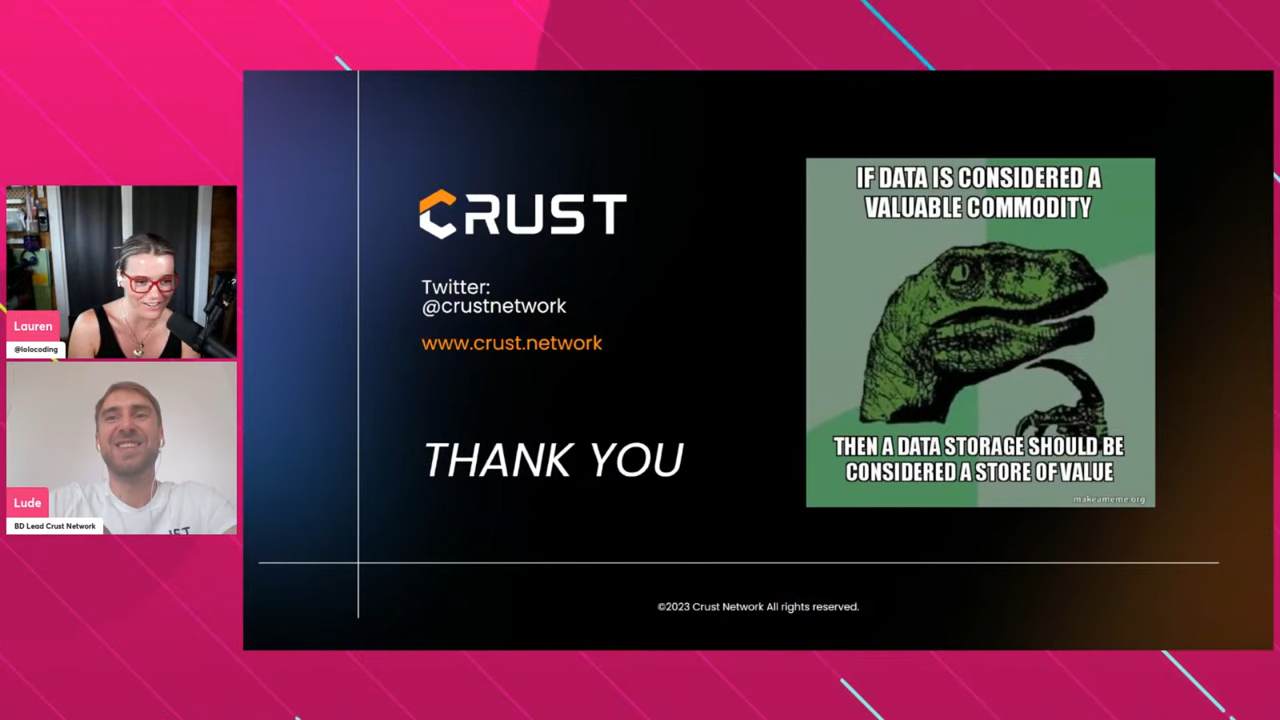 Lauren
@lolocoding
Lude
BD Lead Crust Network
CRUST
Twitter:
@crustnetwork
www.crust.network
THANK YOU
IF DATA IS CONSIDERED A
VALUABLE COMMODITY
THEN A DATA STORAGE SHOULD BE
CONSIDERED A STORE OF VALUE
makeameme.org
©2023 Crust Network All rights reserved.